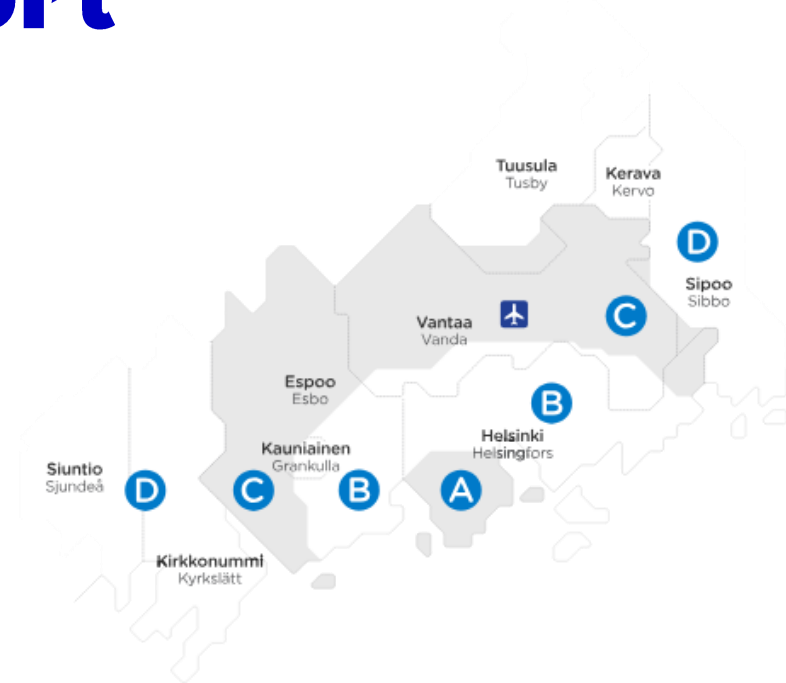 Tuusula
Tusby
Kerava
Kervo
D
Sipoo
Sibbo
C
Vantaa
Vanda
Espoo
Esbo
B
Helsinki
Helsingfors
Kauniainen
Grankulla
Siuntio
Sjundeå
D
C
B
A
Kirkkonummi
Kyrkslätt